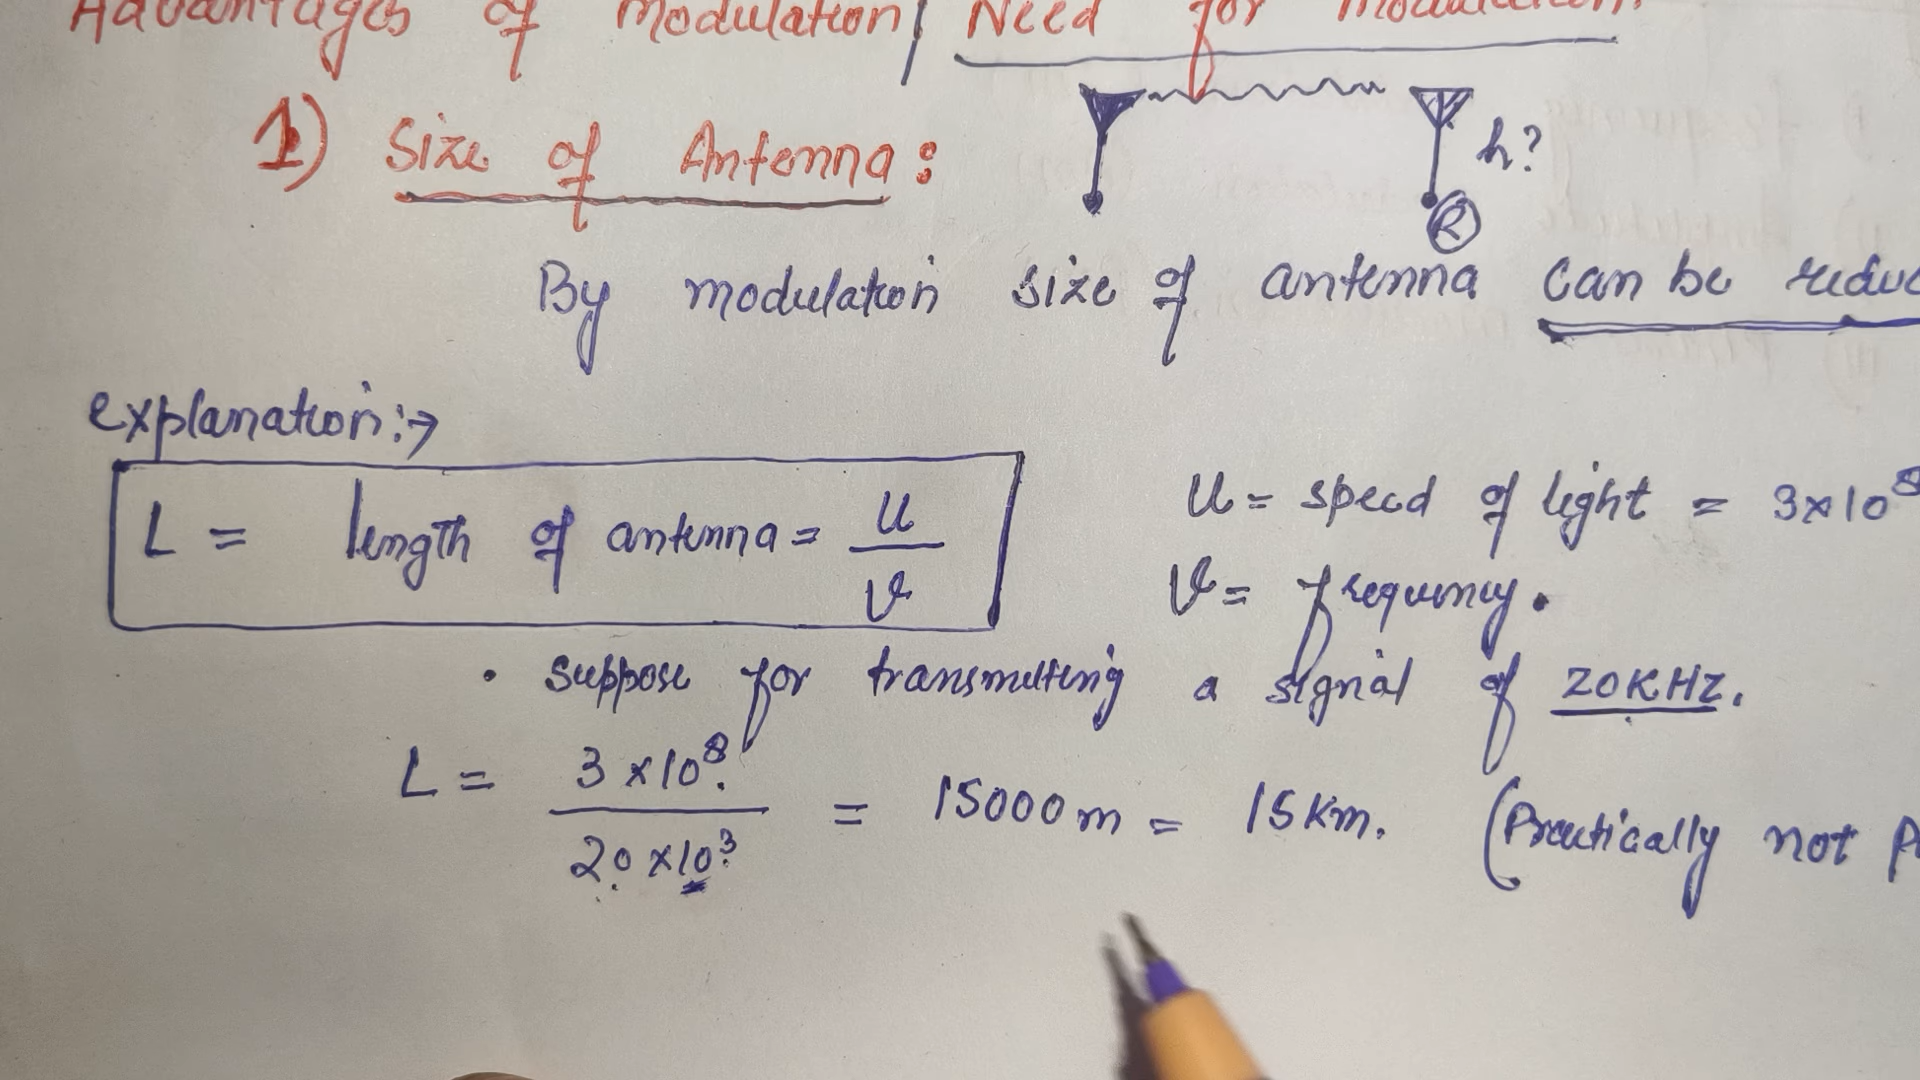 Advantages of Modulation / Need for Modulation.
1) Size of Antenna:
h?
R
By modulation size of antenna can be reduc
explanation:→
L = length of antenna = u/ν
u = speed of light = 3×10⁸
ν = frequency.
• Suppose for transmitting a signal of 20KHZ.
L = 3×10⁸/20×10³ = 15000m = 15Km. (Practically not p